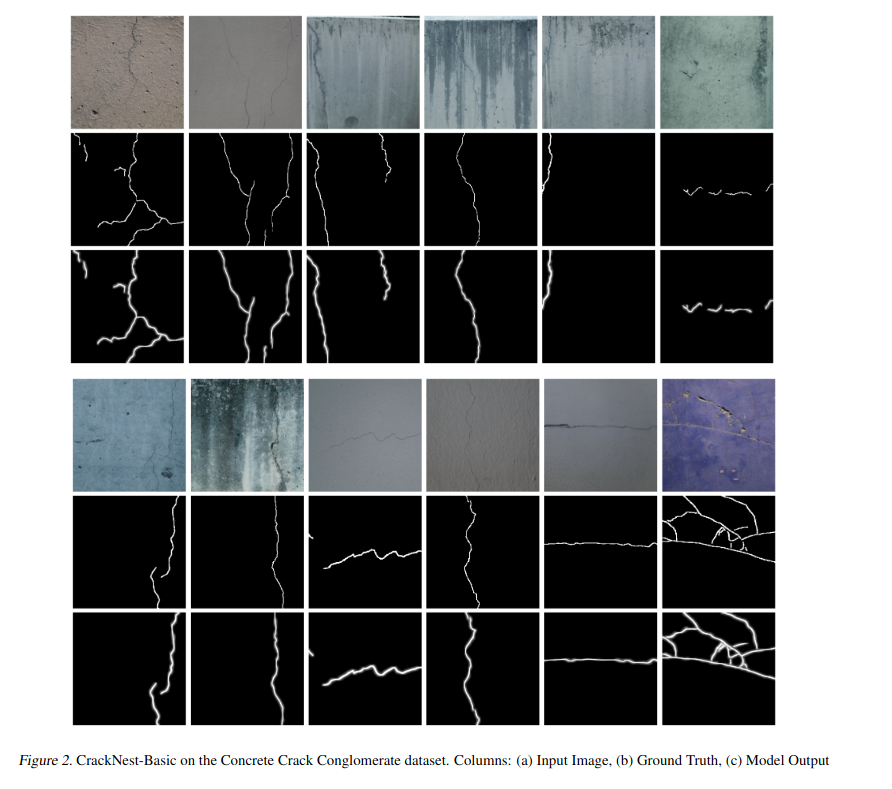 Figure 2. CrackNest-Basic on the Concrete Crack Conglomerate dataset. Columns: (a) Input Image, (b) Ground Truth, (c) Model Output